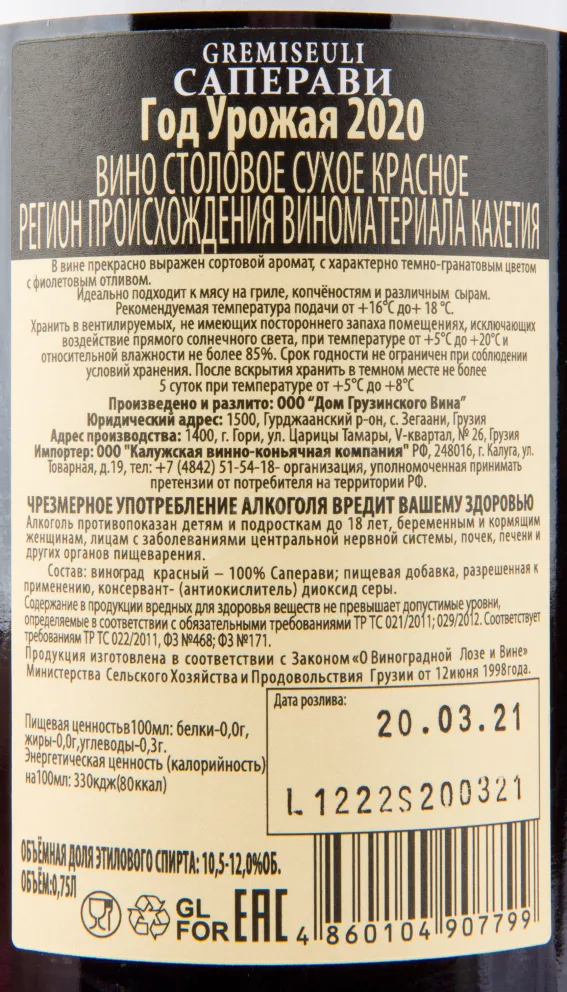 GREMISEULI
САПЕРАВИ
Год Урожая 2020
ВИНО СТОЛОВОЕ СУХОЕ КРАСНОЕ
РЕГИОН ПРОИСХОЖДЕНИЯ ВИНОМАТЕРИАЛА КАХЕТИЯ
В вине прекрасно выражен сортовой аромат, с характерно темно-гранатовым цветом
с фиолетовым отливом.
Идеально подходит к мясу на гриле, копчёностям и различным сырам.
Рекомендуемая температура подачи от +16°С до+ 18 °С.
Хранить в вентилируемых, не имеющих постороннего запаха помещениях, исключающих
воздействие прямого солнечного света, при температуре от +5°С до +20°С и
относительной влажности не более 85%. Срок годности не ограничен при соблюдении
условий хранения. После вскрытия хранить в темном месте не более
5 суток при температуре от +5°С до +8°С
Произведено и разлито: ООО "Дом Грузинского Вина"
Юридический адрес: 1500, Гурджаанский р-он, с. Зегаани, Грузия
Адрес производства: 1400, г. Гори, ул. Царицы Тамары, V-квартал, № 26, Грузия
Импортер: ООО "Калужская винно-коньячная компания" РФ, 248016, г. Калуга, ул.
Товарная, д.19, тел: +7 (4842) 51-54-18- организация, уполномоченная принимать
претензии от потребителя на территории РФ.
ЧРЕЗМЕРНОЕ УПОТРЕБЛЕНИЕ АЛКОГОЛЯ ВРЕДИТ ВАШЕМУ ЗДОРОВЬЮ
Алкоголь противопоказан детям и подросткам до 18 лет, беременным и кормящим
женщинам, лицам с заболеваниями центральной нервной системы, почек, печени и
других органов пищеварения.
Состав: виноград красный – 100% Саперави; пищевая добавка, разрешенная к
применению, консервант- (антиокислитель) диоксид серы.
Содержание в продукции вредных для здоровья веществ не превышает допустимые уровни,
определяемые в соответствии с обязательными требованиями ТР ТС 021/2011; 029/2012. Соответствует
требованиям ТР ТС 022/2011, ФЗ №468; ФЗ №171.
Продукция изготовлена в соответствии с Законом «О Виноградной Лозе и Вине»
Министерства Сельского Хозяйства и Продовольствия Грузии от 12июня 1998года.
Дата розлива:
20.03.21
L1222S200321
Пищевая ценностьв100мл: белки-0,0г,
жиры-0,0г,углеводы-0,3г.
Энергетическая ценность (калорийность)
на100мл: 330кдж(80ккал)
ОБЪЁМНАЯ ДОЛЯ ЭТИЛОВОГО СПИРТА: 10,5-12,0%ОБ.
ОБЪЁМ:0,75Л
GL
FOR
ЕАС
4 860104 907799